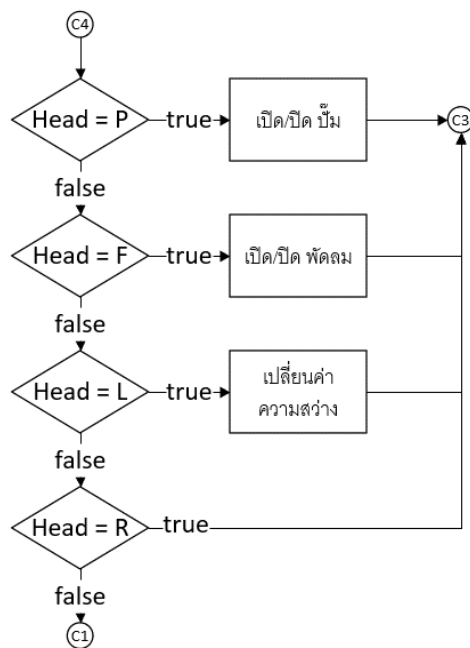 C4
Head = P
true
เปิด/ปิด ปั๊ม
C3
false
Head = F
true
เปิด/ปิด พัดลม
false
Head = L
true
เปลี่ยนค่า
ความสว่าง
false
Head = R
true
false
C1